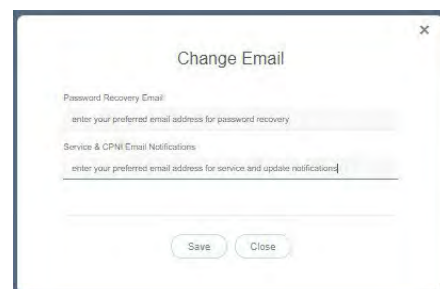 Change Email
Password Recovery Email
enter your preferred email address for password recovery
Service & CPNI Email Notifications
enter your preferred email address for service and update notifications
Save Close